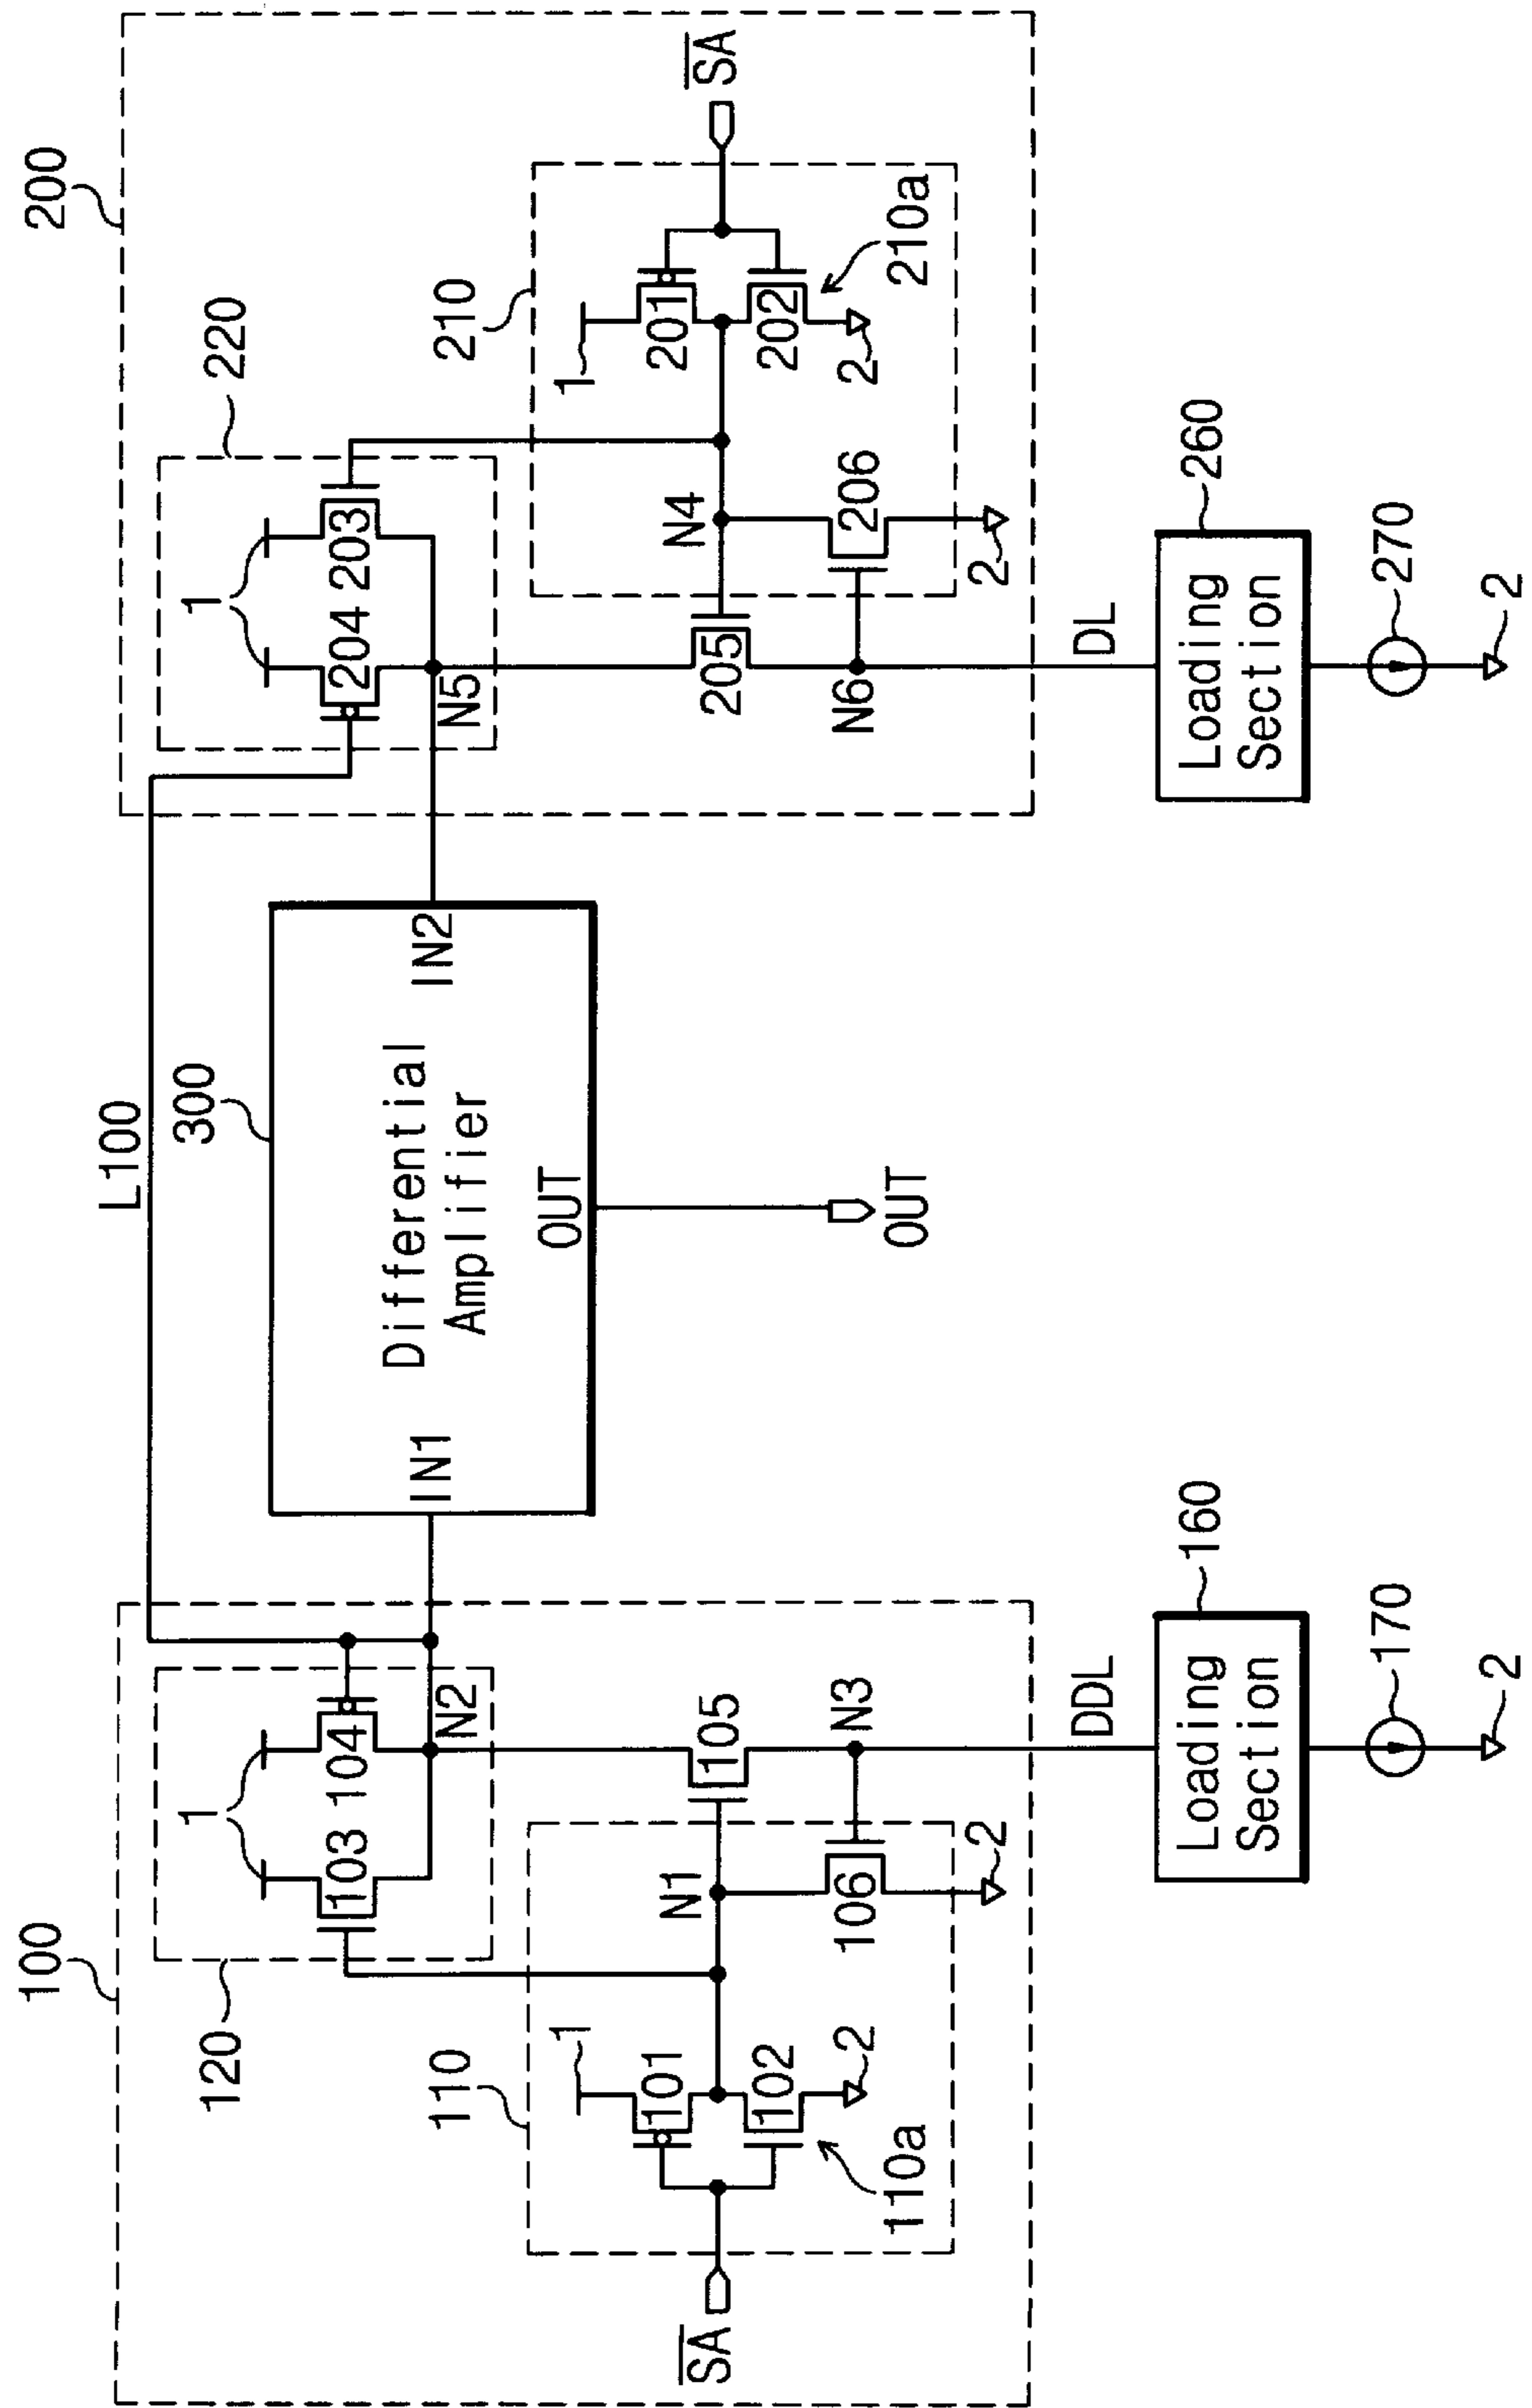 100
200
L100
120
1
103
104
N2
300
Differential
Amplifier
IN1
IN2
OUT
OUT
220
1
204
203
N5
110
1
101
102
2
110a
SA
N1
106
2
105
N3
210
1
201
202
2
210a
SA
N4
206
2
205
N6
DDL
160
Loading
Section
170
2
DL
260
Loading
Section
270
2